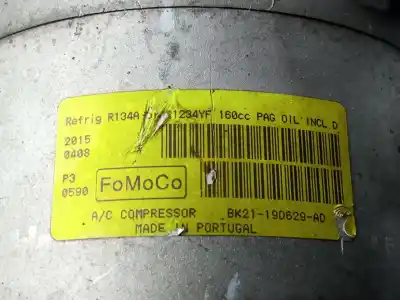 Refrig R134A or R1234YF 160cc PAG OIL INCL.D
2015
0408
P3
0590
FoMoCo
A/C COMPRESSOR BK21-19D629-AD
MADE IN PORTUGAL